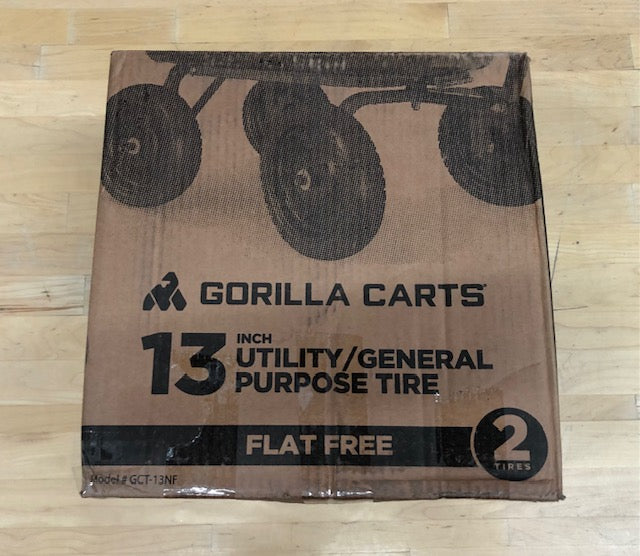 GORILLA CARTS
13 INCH
UTILITY/GENERAL
PURPOSE TIRE
FLAT FREE
2
TIRES
Model # GCT-13NF